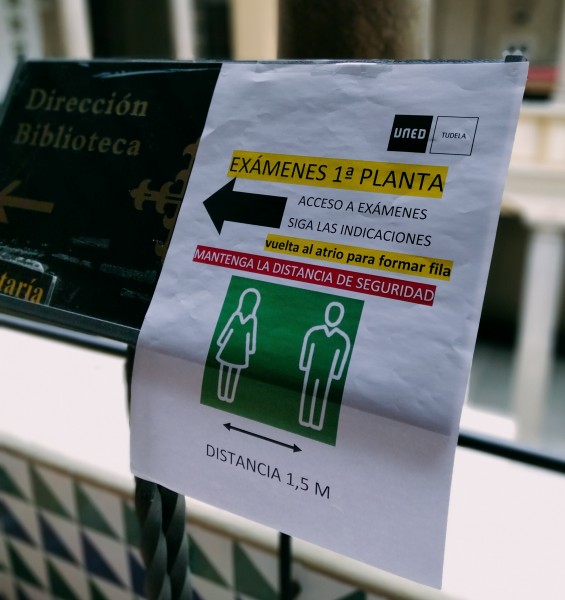 Dirección
Biblioteca
taría
UNED
TUDELA
EXÁMENES 1ª PLANTA
ACCESO A EXÁMENES
SIGA LAS INDICACIONES
vuelta al atrio para formar fila
MANTENGA LA DISTANCIA DE SEGURIDAD
DISTANCIA 1,5 M